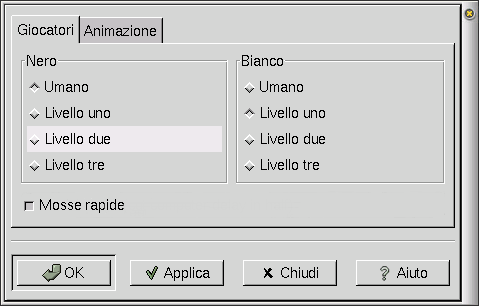 Giocatori Animazione
Nero Bianco
Umano Umano
Livello uno Livello uno
Livello due Livello due
Livello tre Livello tre
Mosse rapide
OK Applica Chiudi Aiuto